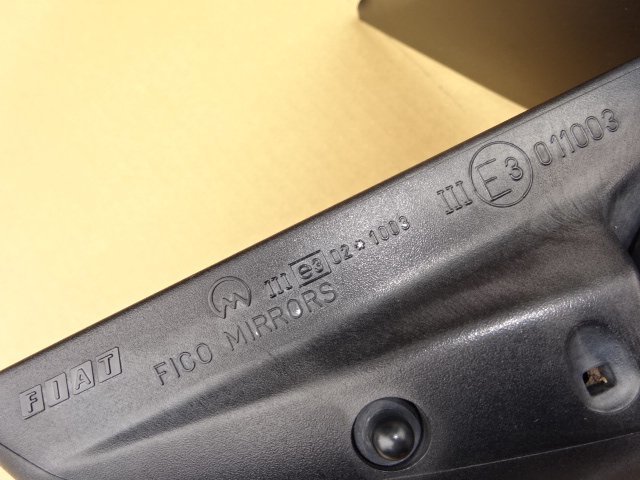 III E3 011003
III e3 02*1003
FICO MIRRORS
FIAT